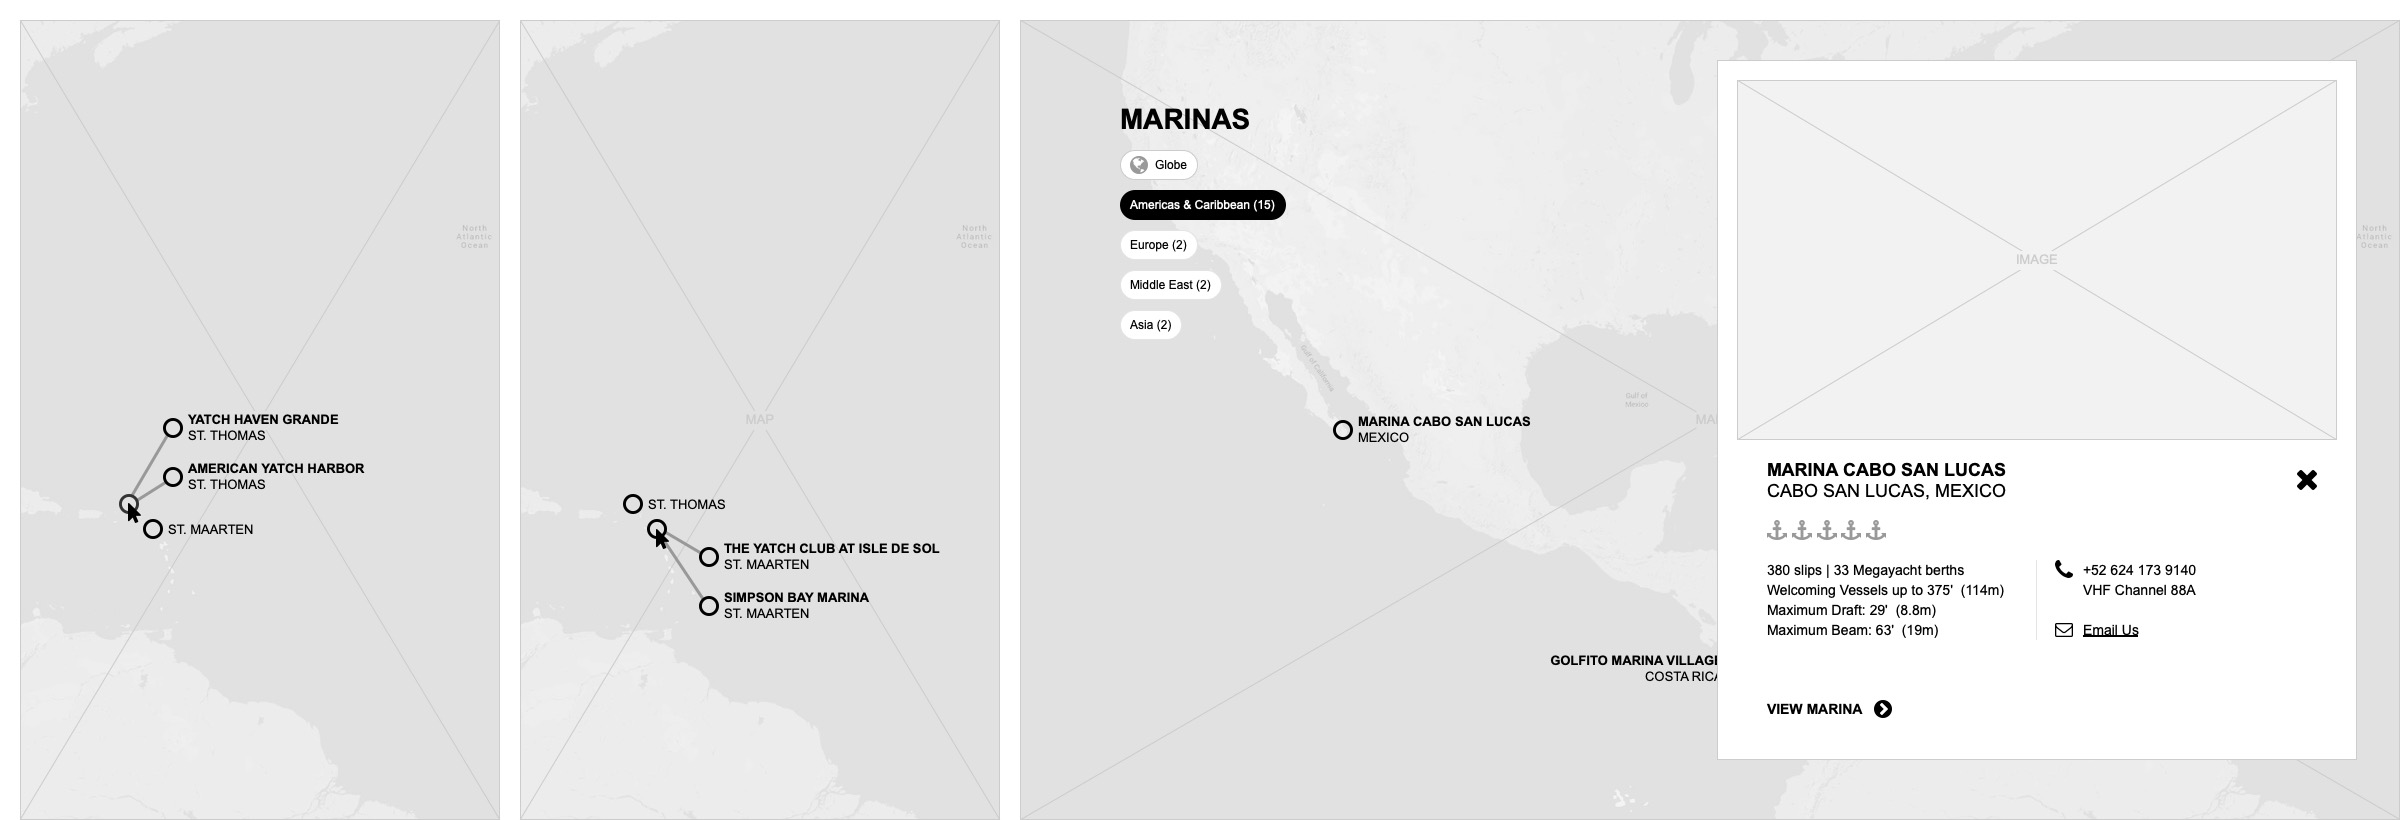 North
Atlantic
Ocean
YATCH HAVEN GRANDE
ST. THOMAS
AMERICAN YATCH HARBOR
ST. THOMAS
ST. MAARTEN
North
Atlantic
Ocean
MAP
ST. THOMAS
THE YATCH CLUB AT ISLE DE SOL
ST. MAARTEN
SIMPSON BAY MARINA
ST. MAARTEN
MARINAS
Globe
Americas & Caribbean (15)
Europe (2)
Middle East (2)
Asia (2)
Gulf of California
Gulf of
Mexico
MA
MARINA CABO SAN LUCAS
MEXICO
GOLFITO MARINA VILLAG
COSTA RICA
North
Atlantic
Ocean
IMAGE
MARINA CABO SAN LUCAS
CABO SAN LUCAS, MEXICO
380 slips | 33 Megayacht berths
Welcoming Vessels up to 375' (114m)
Maximum Draft: 29' (8.8m)
Maximum Beam: 63' (19m)
+52 624 173 9140
VHF Channel 88A
Email Us
VIEW MARINA